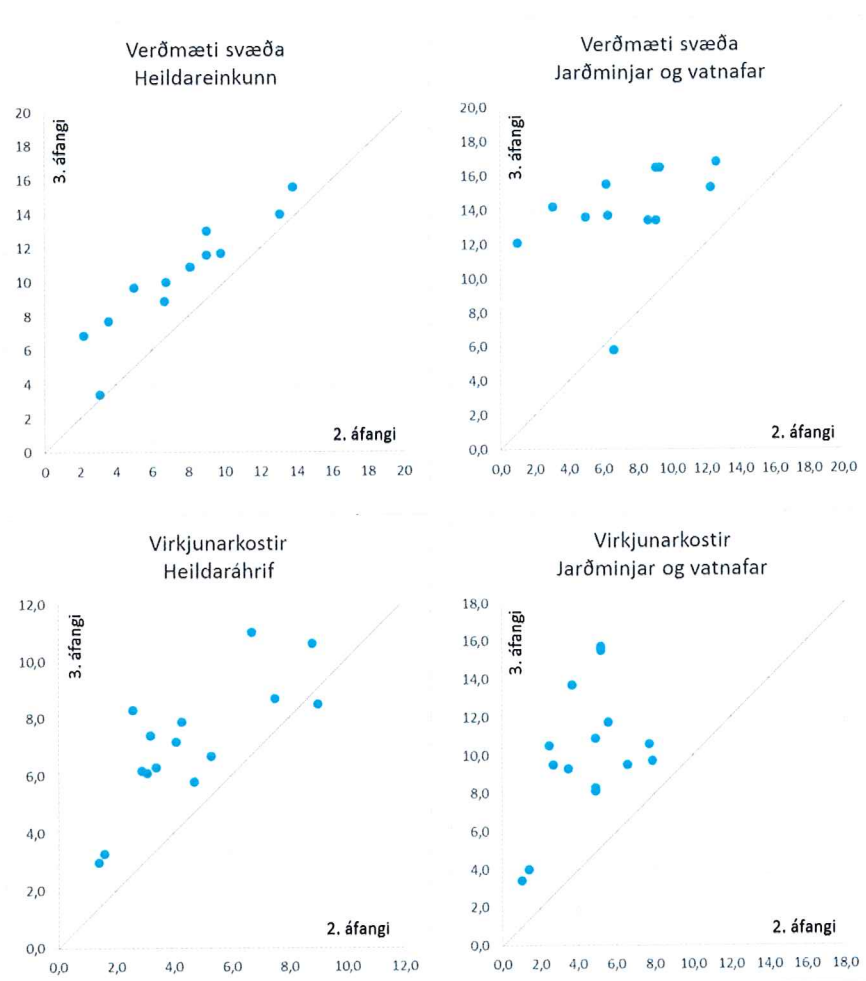 Verðmæti svæða
Heildareinkunn
20
18
16
14
12
10
8
6
4
2
0
3. áfangi
2. áfangi
0 2 4 6 8 10 12 14 16 18 20
Verðmæti svæða
Jarðminjar og vatnafar
20,0
18,0
16,0
14,0
12,0
10,0
8,0
6,0
4,0
2,0
0,0
3. áfangi
2. áfangi
0,0 2,0 4,0 6,0 8,0 10,0 12,0 14,0 16,0 18,0 20,0
Virkjunarkostir
Heildaráhrif
12,0
10,0
8,0
6,0
4,0
2,0
0,0
3. áfangi
2. áfangi
0,0 2,0 4,0 6,0 8,0 10,0 12,0
Virkjunarkostir
Jarðminjar og vatnafar
18,0
16,0
14,0
12,0
10,0
8,0
6,0
4,0
2,0
0,0
3. áfangi
2. áfangi
0,0 2,0 4,0 6,0 8,0 10,0 12,0 14,0 16,0 18,0